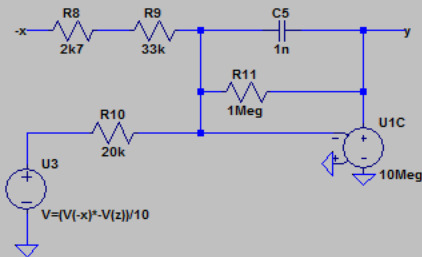 -x
R8
2k7
R9
33k
C5
1n
y
R11
1Meg
R10
20k
U1C
10Meg
U3
V=(V(-x)*-V(z))/10